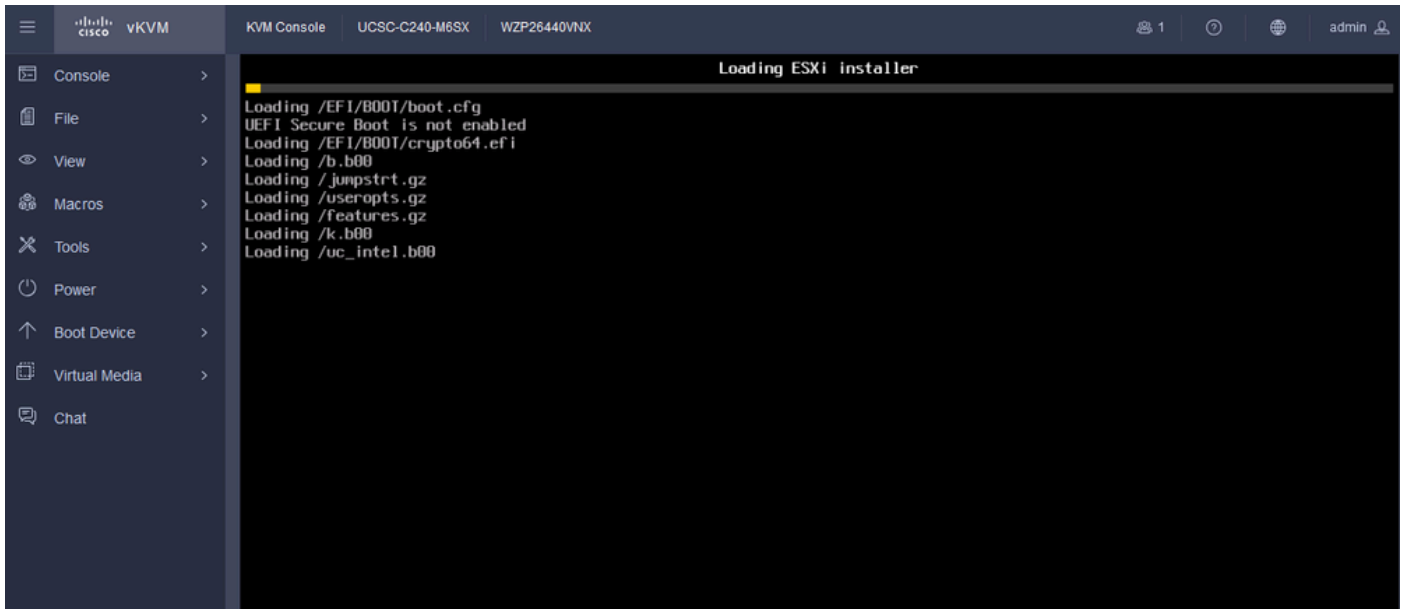 cisco vKVM KVM Console UCSC-C240-M6SX WZP26440VNX 1 admin
Console
File
View
Macros
Tools
Power
Boot Device
Virtual Media
Chat
Loading ESXi installer
Loading /EFI/BOOT/boot.cfg
UEFI Secure Boot is not enabled
Loading /EFI/BOOT/crypto64.efi
Loading /b.b00
Loading /jumpstrt.gz
Loading /useropts.gz
Loading /features.gz
Loading /k.b00
Loading /uc_intel.b00